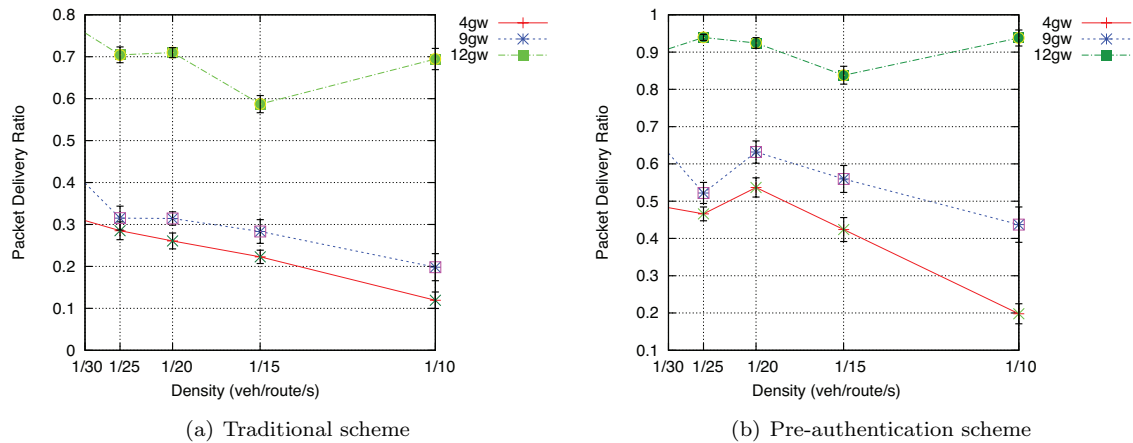 0.8
0.7
0.6
0.5
0.4
0.3
0.2
0.1
0
1/30
1/25
1/20
1/15
1/10
Packet Delivery Ratio
Density (veh/route/s)
4gw
9gw
12gw
(a) Traditional scheme
1
0.9
0.8
0.7
0.6
0.5
0.4
0.3
0.2
0.1
1/30
1/25
1/20
1/15
1/10
Packet Delivery Ratio
Density (veh/route/s)
4gw
9gw
12gw
(b) Pre-authentication scheme